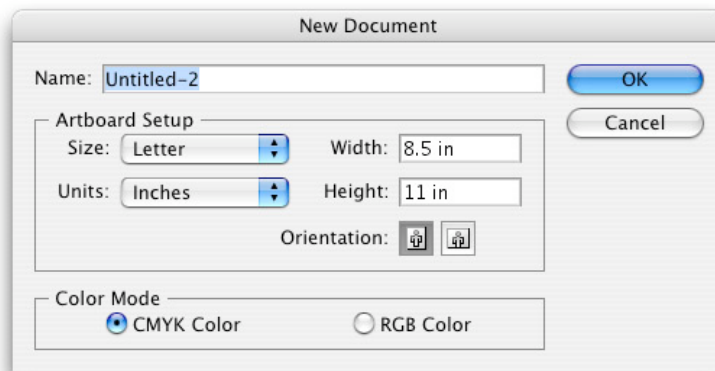 New Document
Name: Untitled-2
OK
Artboard Setup
Cancel
Size: Letter Width: 8.5 in
Units: Inches Height: 11 in
Orientation:
Color Mode
CMYK Color RGB Color